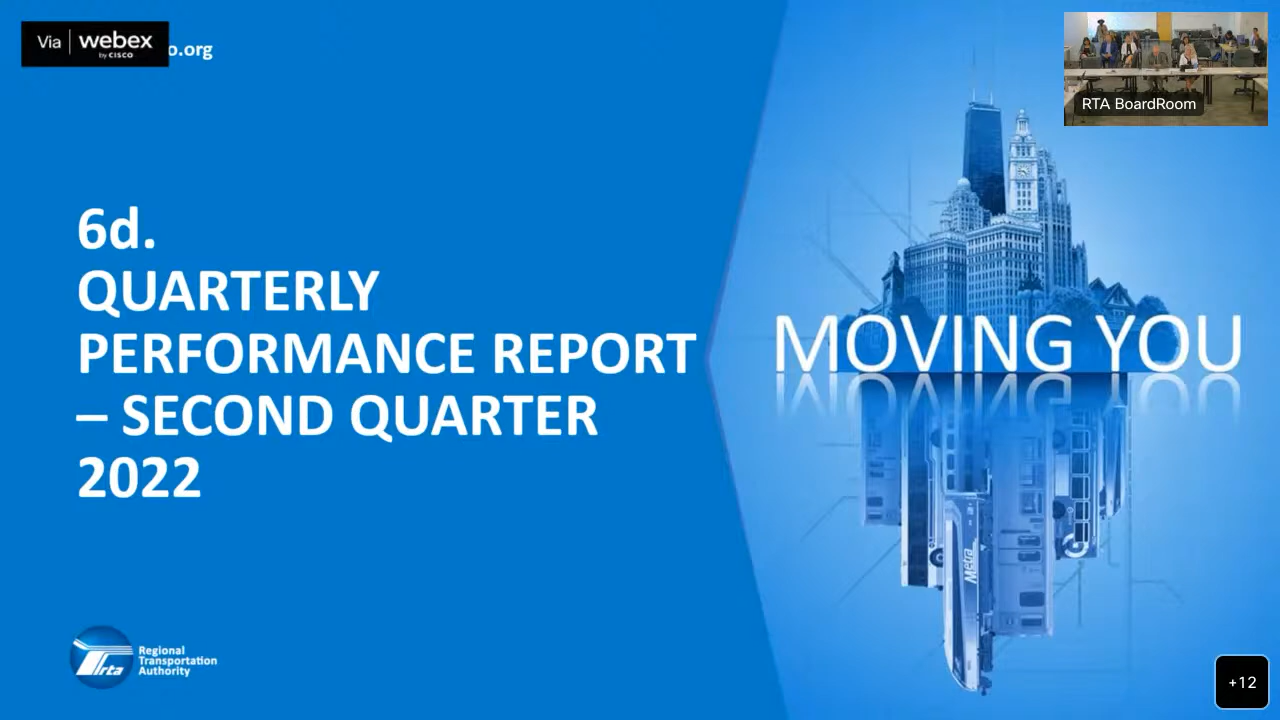 Via webex
by CISCO
o.org
RTA BoardRoom
6d.
QUARTERLY
PERFORMANCE REPORT
– SECOND QUARTER
2022
MOVING YOU
Metra
rta
Regional
Transportation
Authority
+12